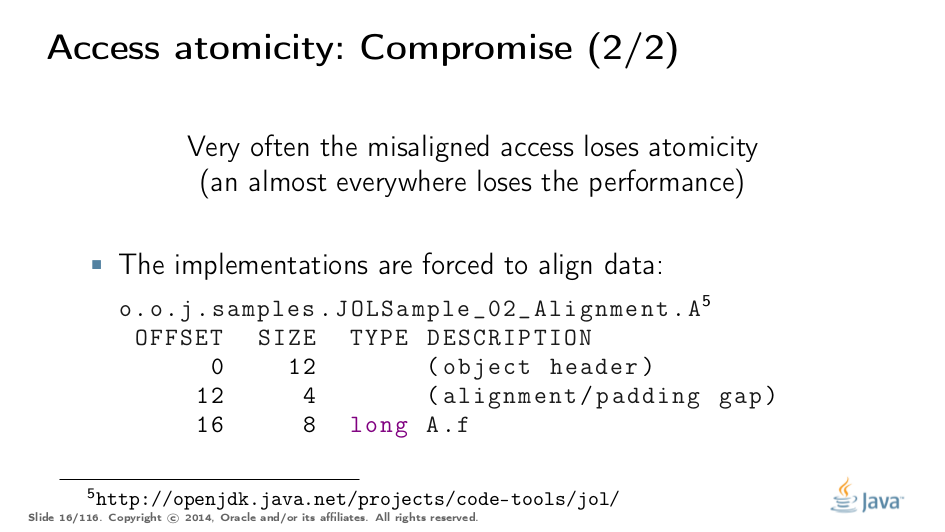 Access atomicity: Compromise (2/2)
Very often the misaligned access loses atomicity
(an almost everywhere loses the performance)
The implementations are forced to align data:
o.o.j.samples.JOLSample_02_Alignment.A5
OFFSET SIZE TYPE DESCRIPTION
0 12 (object header)
12 4 (alignment/padding gap)
16 8 long A.f
5http://openjdk.java.net/projects/code-tools/jol/
Java
Slide 16/116. Copyright © 2014, Oracle and/or its affiliates. All rights reserved.